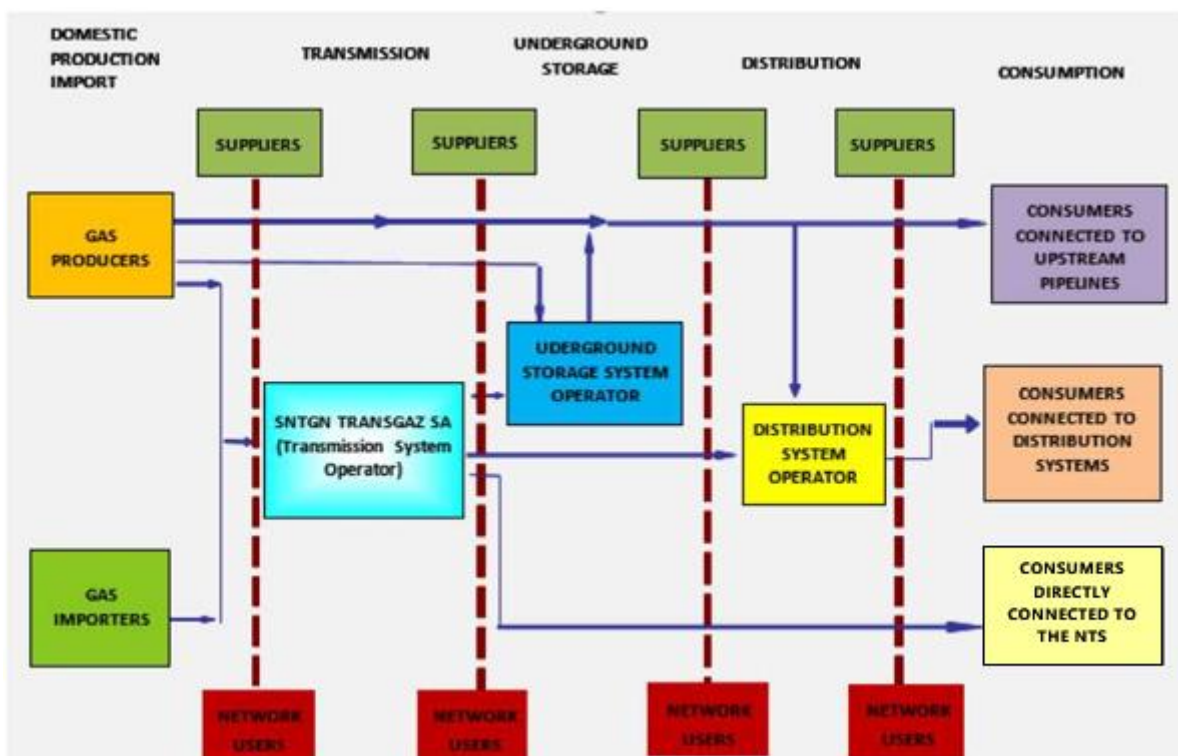 DOMESTIC
PRODUCTION
IMPORT
TRANSMISSION
UNDERGROUND
STORAGE
DISTRIBUTION
CONSUMPTION
SUPPLIERS
SUPPLIERS
SUPPLIERS
SUPPLIERS
GAS
PRODUCERS
CONSUMERS
CONNECTED TO
UPSTREAM
PIPELINES
UDERGROUND
STORAGE SYSTEM
OPERATOR
SNTGN TRANSGAZ SA
(Transmission System
Operator)
DISTRIBUTION
SYSTEM
OPERATOR
CONSUMERS
CONNECTED TO
DISTRIBUTION
SYSTEMS
GAS
IMPORTERS
CONSUMERS
DIRECTLY
CONNECTED TO
THE NTS
NETWORK
USERS
NETWORK
USERS
NETWORK
USERS
NETWORK
USERS